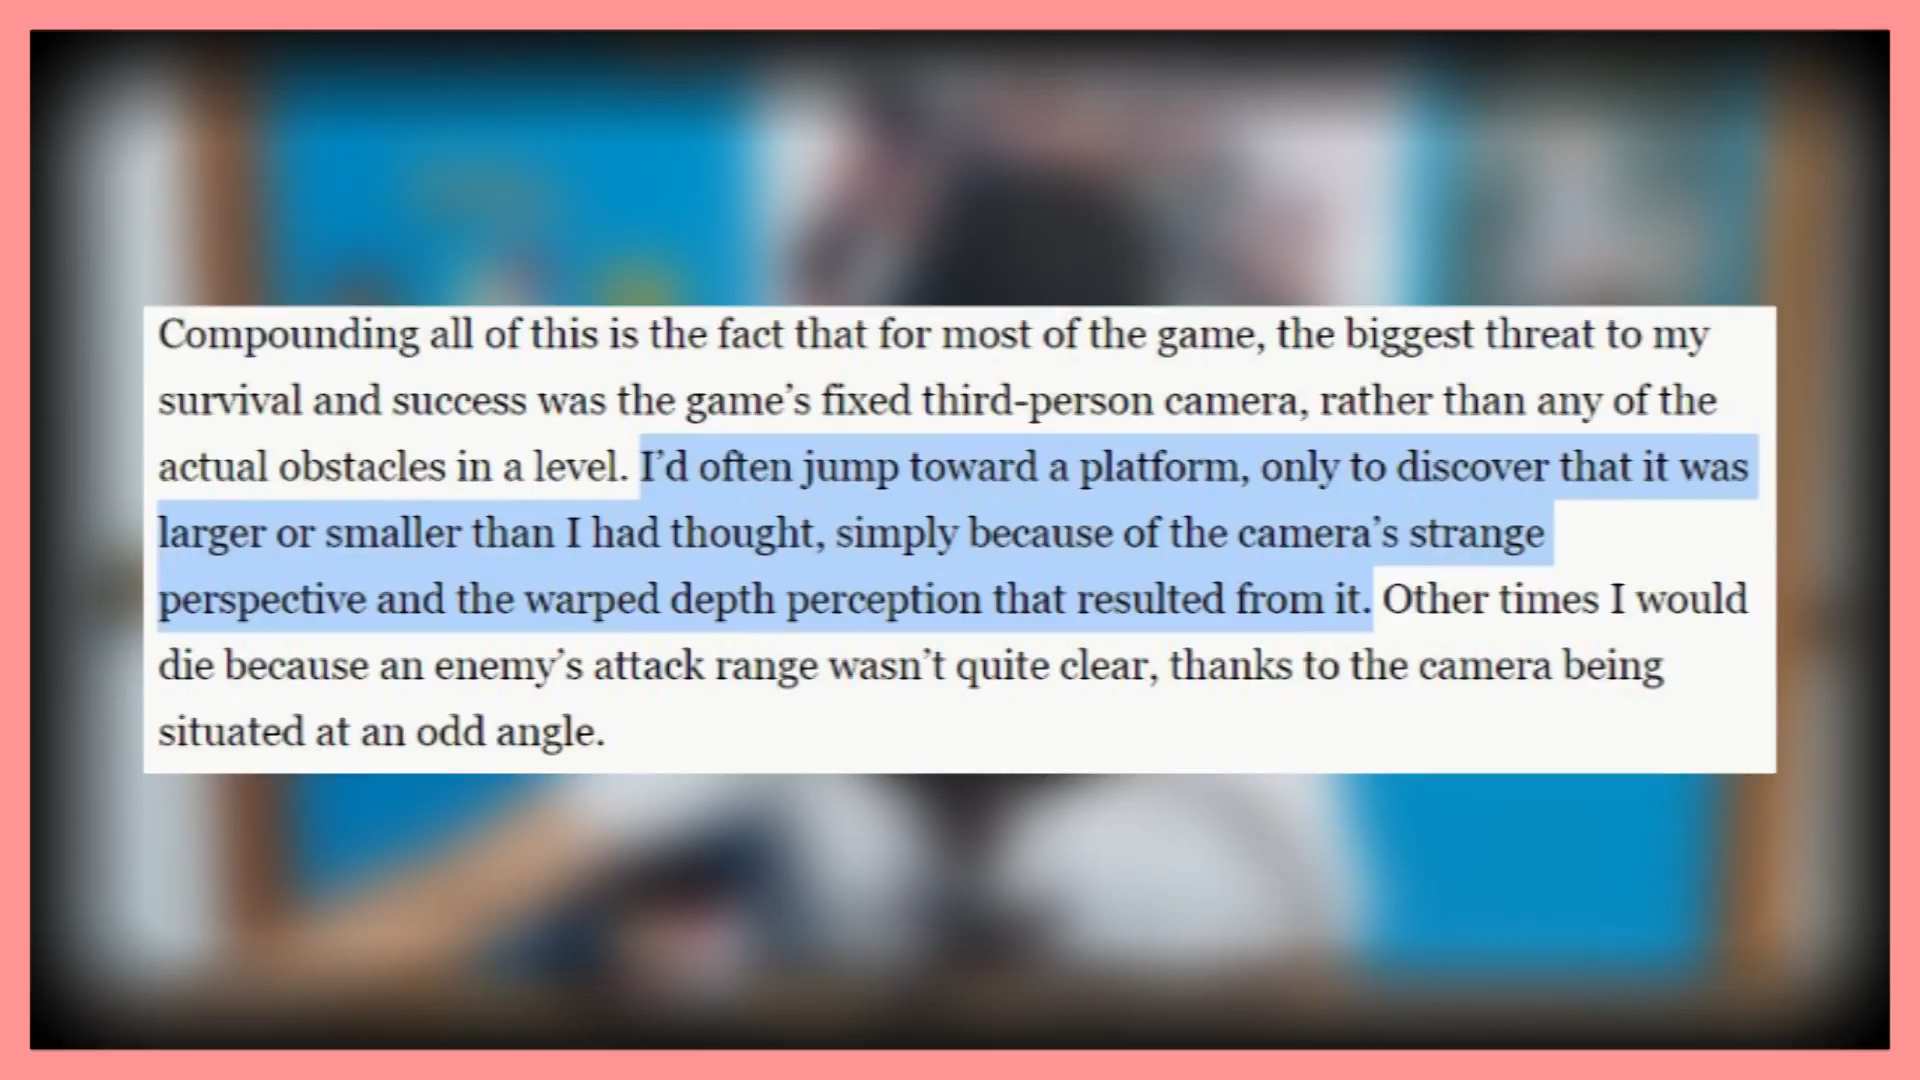 Compounding all of this is the fact that for most of the game, the biggest threat to my
survival and success was the game’s fixed third-person camera, rather than any of the
actual obstacles in a level. I’d often jump toward a platform, only to discover that it was
larger or smaller than I had thought, simply because of the camera’s strange
perspective and the warped depth perception that resulted from it. Other times I would
die because an enemy’s attack range wasn’t quite clear, thanks to the camera being
situated at an odd angle.